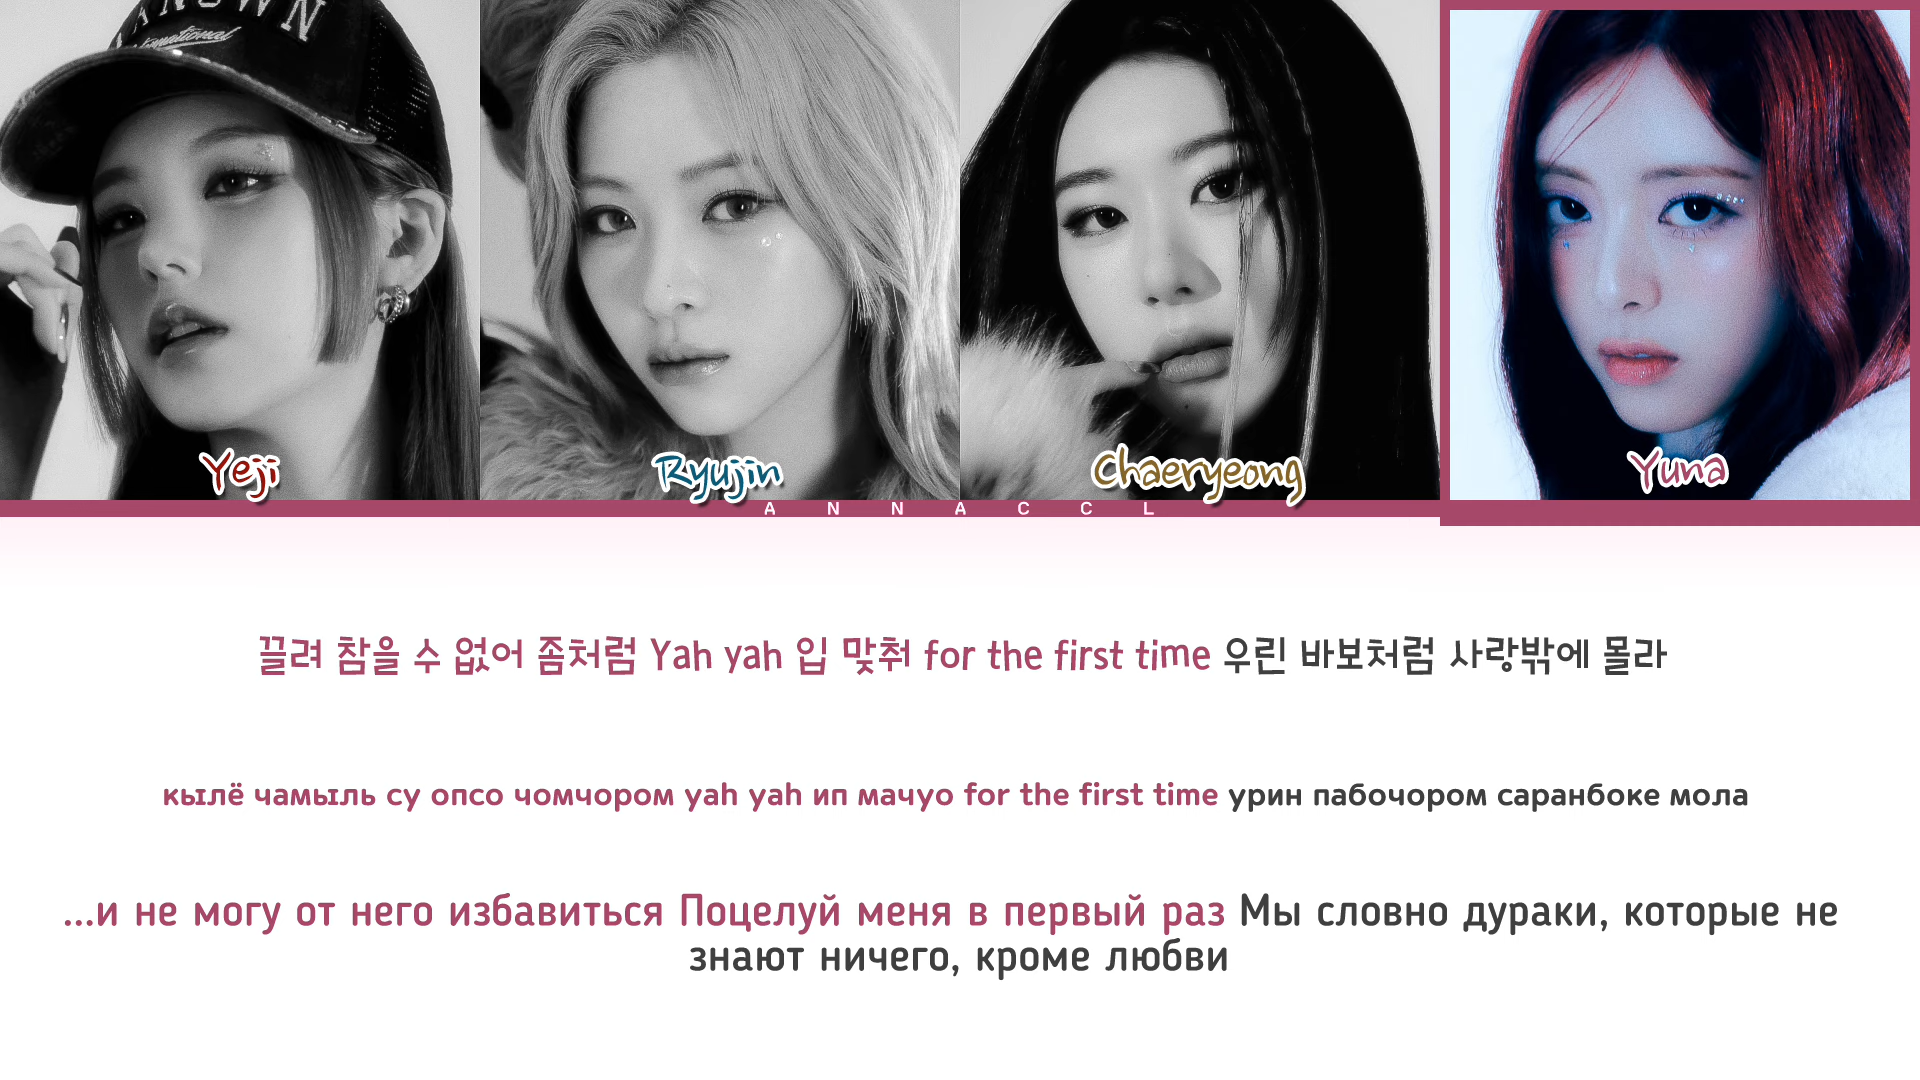 KNOWN
International
Yeji
Ryujin
Chaeryeong
Yuna
ANNACCL
끌려 참을 수 없어 좀처럼 Yah yah 입 맞춰 for the first time 우린 바보처럼 사랑밖에 몰라
кылё чамыль су опсо чомчором yah yah ип мачуо for the first time урин пабочором саранбоке мола
...и не могу от него избавиться Поцелуй меня в первый раз Мы словно дураки, которые не
знают ничего, кроме любви